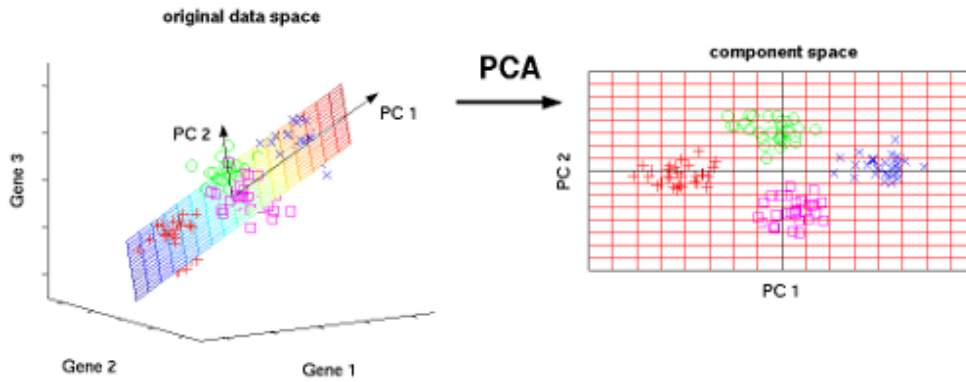 original data space
PCA
component space
PC 1
PC 2
Gene 3
PC 2
Gene 2
Gene 1
PC 1